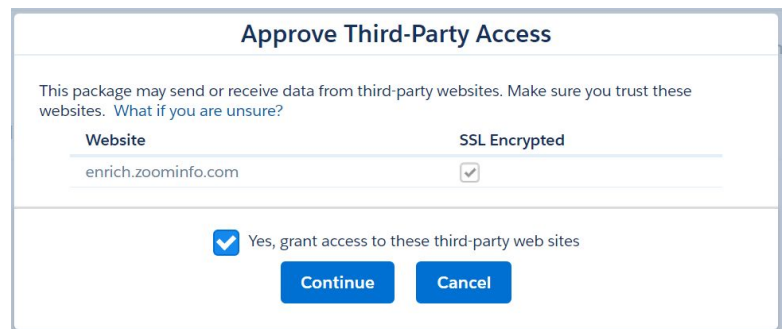 Approve Third-Party Access
This package may send or receive data from third-party websites. Make sure you trust these
websites. What if you are unsure?
Website SSL Encrypted
enrich.zoominfo.com
Yes, grant access to these third-party web sites
Continue Cancel